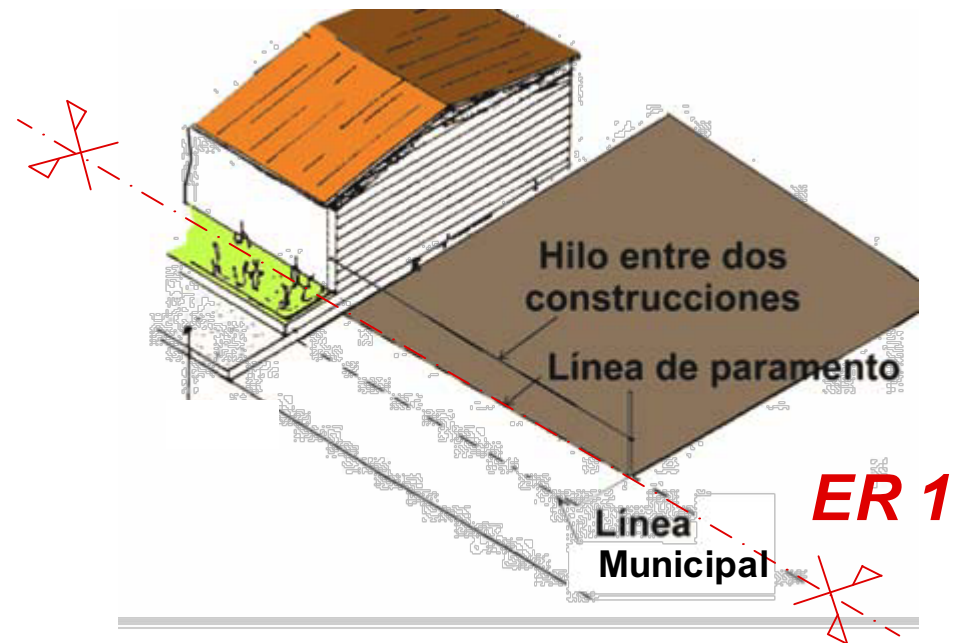 Hilo entre dos
construcciones
Línea de paramento
ER 1
Línea
Municipal